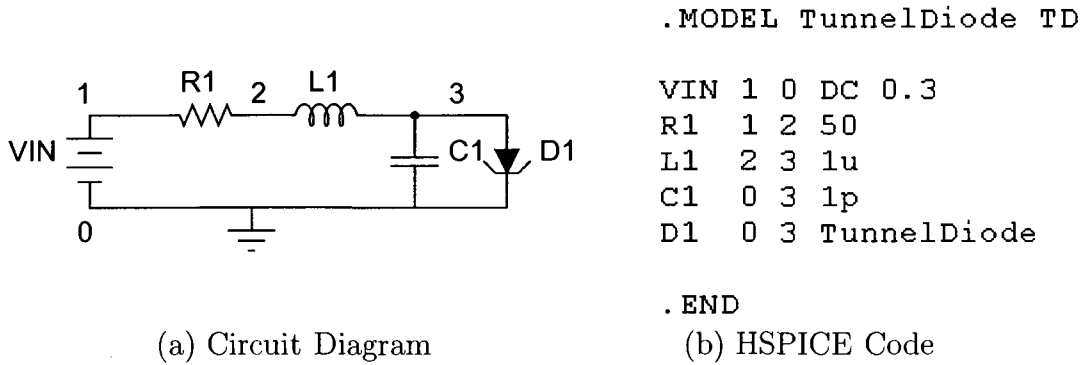 1
R1
2
L1
3
VIN
C1
D1
0
(a) Circuit Diagram
.MODEL TunnelDiode TD
VIN 1 0 DC 0.3
R1 1 2 50
L1 2 3 1u
C1 0 3 1p
D1 0 3 TunnelDiode
.END
(b) HSPICE Code